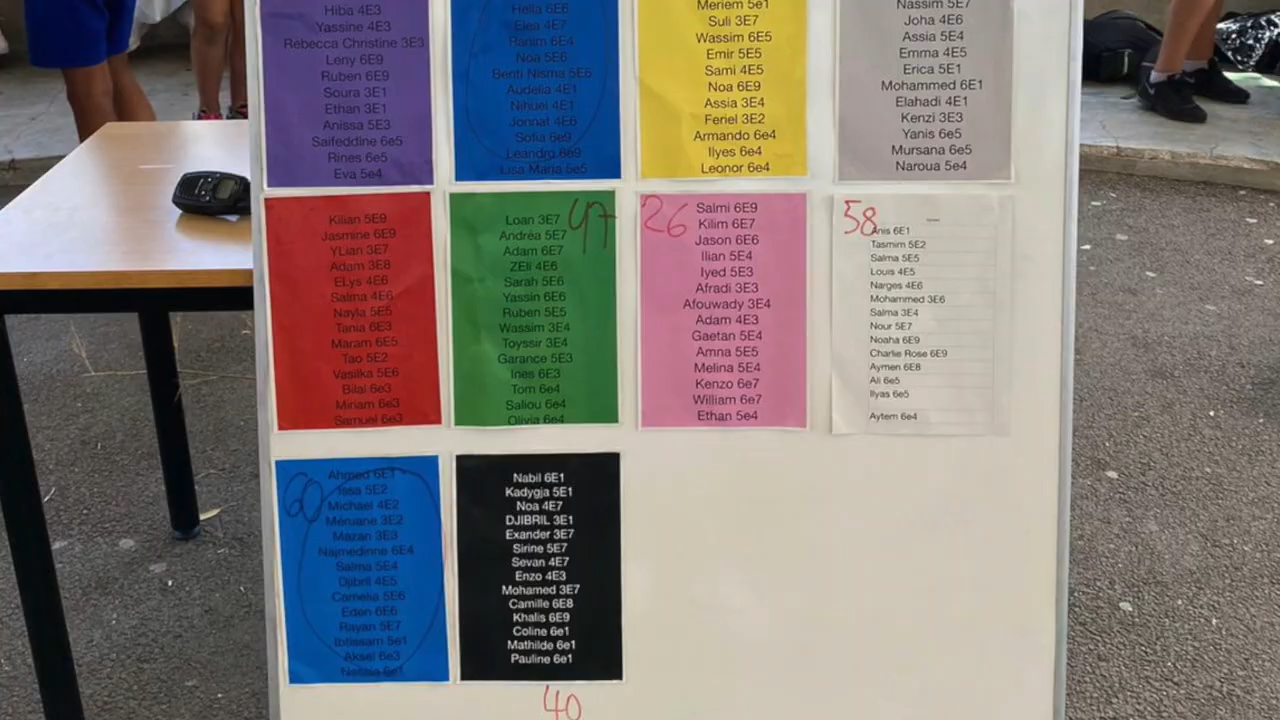 Hiba 4E3
Yassine 4E3
Rebecca Christine 3E3
Leny 6E9
Ruben 6E9
Soura 3E1
Ethan 3E1
Anissa 5E3
Saifeddine 6e5
Rines 6e5
Eva 5e4
Hella 6E6
Elea 4E7
Ranim 6E4
Noa 5E6
Benti Nisma 5E6
Audelia 4E1
Nihuel 4E1
Jonnat 4E6
Sofia 6e9
Leandro 6e9
Lisa Maria 5e5
Meriem 5e1
Suli 3E7
Wassim 6E5
Emir 5E5
Sami 4E5
Noa 6E9
Assia 3E4
Feriel 3E2
Armando 6e4
Ilyes 6e4
Leonor 6e4
Nassim 5E7
Joha 4E6
Assia 5E4
Emma 4E5
Erica 5E1
Mohammed 6E1
Elahadi 4E1
Kenzi 3E3
Yanis 6e5
Mursana 6e5
Naroua 5e4
Kilian 5E9
Jasmine 6E9
YLian 3E7
Adam 3E8
ELys 4E6
Salma 4E6
Nayla 5E5
Tania 6E3
Maram 6E5
Tao 5E2
Vasilka 5E6
Bilal 6e3
Miriam 6e3
Samuel 6e3
47
Loan 3E7
Andréa 5E7
Adam 6E7
ZEli 4E6
Sarah 5E6
Yassin 6E6
Ruben 5E5
Wassim 3E4
Toyssir 3E4
Garance 5E3
Ines 6E3
Tom 6e4
Saliou 6e4
Olivia 6e4
26
Salmi 6E9
Kilim 6E7
Jason 6E6
Ilian 5E4
Iyed 5E3
Afradi 3E3
Afouwady 3E4
Adam 4E3
Gaetan 5E4
Amna 5E5
Melina 5E4
Kenzo 6e7
William 6e7
Ethan 5e4
58
Anis 6E1
Tasmim 5E2
Salma 5E5
Louis 4E5
Narges 4E6
Mohammed 3E6
Salma 3E4
Nour 5E7
Noaha 6E9
Charlie Rose 6E9
Aymen 6E8
Ali 6e5
Ilyas 6e5
Aytem 6e4
60
Ahmed 6E1
Issa 5E2
Michael 4E2
Meruane 3E2
Mazan 3E3
Najmedinne 6E4
Salma 5E4
Djibril 4E5
Camelia 5E6
Eden 6E6
Rayan 5E7
Ibtissam 5e1
Aksel 6e3
Nabil 6E1
Kadygja 5E1
Noa 4E7
DJIBRIL 3E1
Exander 3E7
Sirine 5E7
Sevan 4E7
Enzo 4E3
Mohamed 3E7
Camille 6E8
Khalis 6E9
Coline 6e1
Mathilde 6e1
Pauline 6e1
40